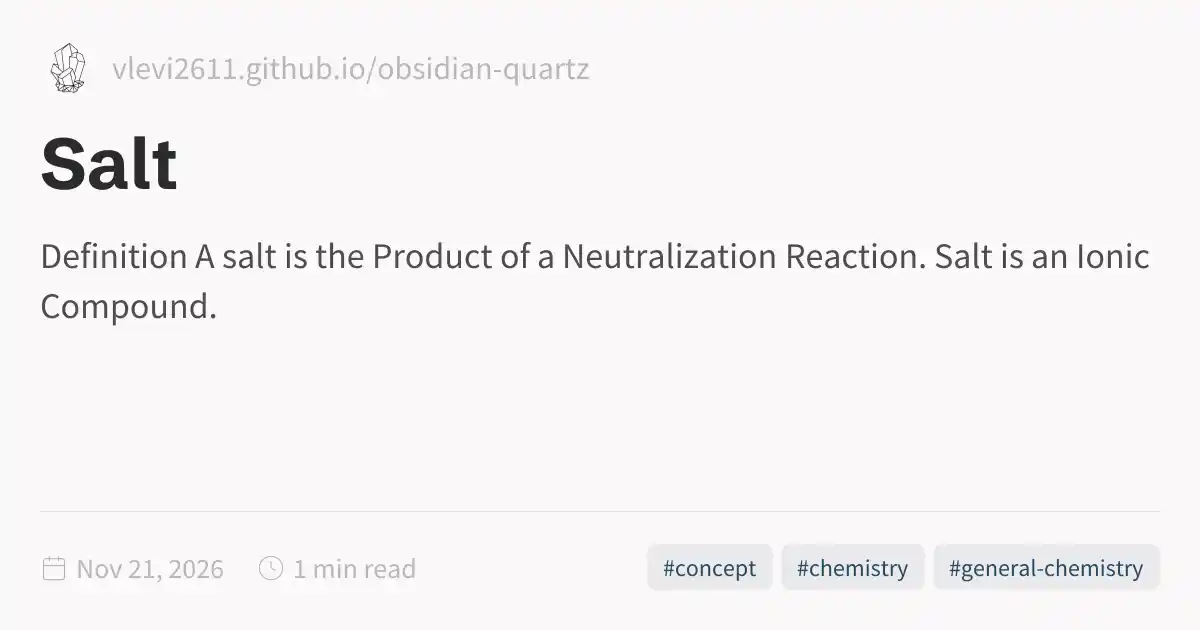 vlevi2611.github.io/obsidian-quartz
Salt
Definition A salt is the Product of a Neutralization Reaction. Salt is an Ionic
Compound.
Nov 21, 2026 1 min read #concept #chemistry #general-chemistry